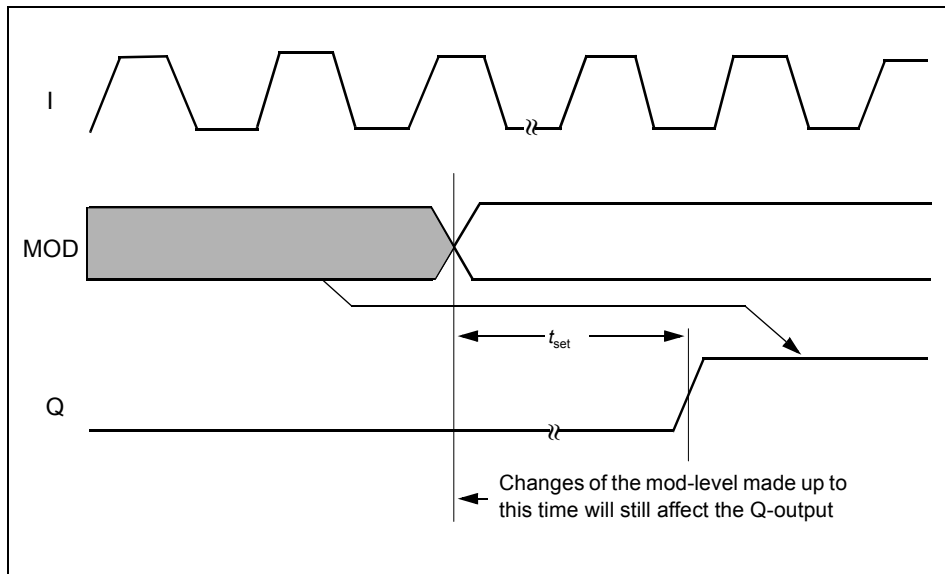 I
MOD
tset
Q
Changes of the mod-level made up to
this time will still affect the Q-output